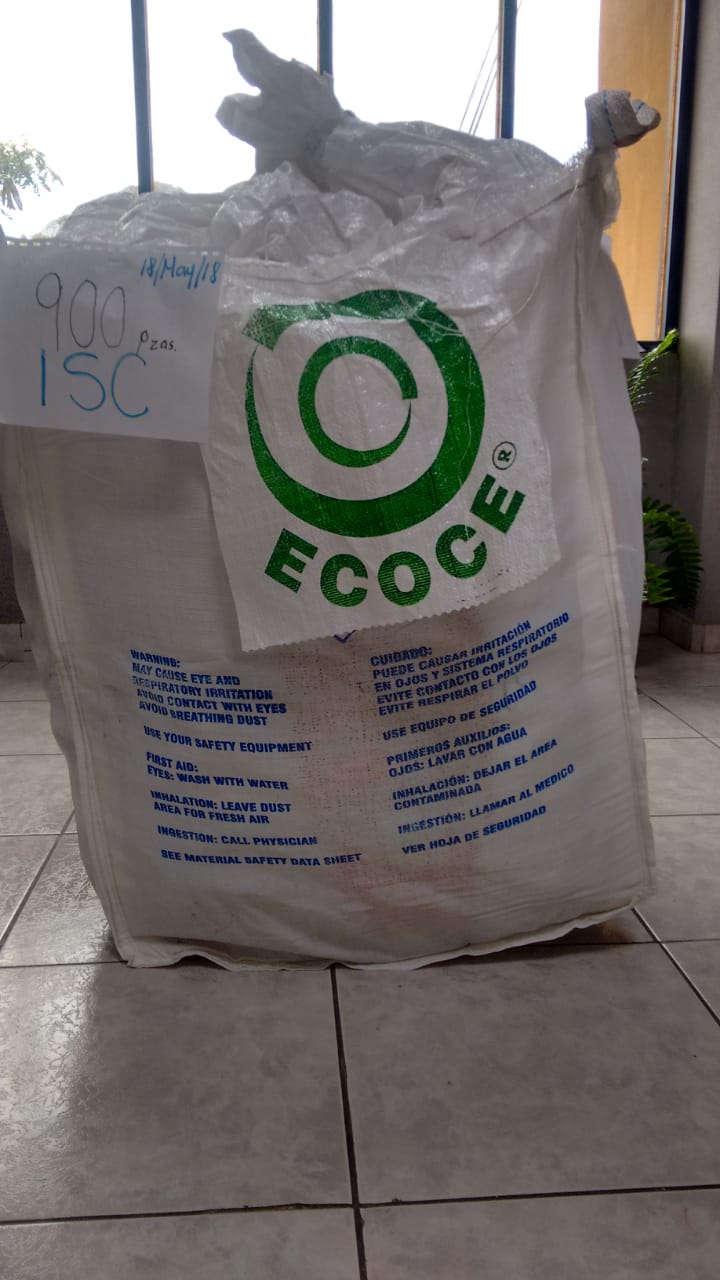 18/May/18
900 pzas.
ISC
ECOCE®
WARNING:
MAY CAUSE EYE AND
RESPIRATORY IRRITATION
AVOID CONTACT WITH EYES
AVOID BREATHING DUST
USE YOUR SAFETY EQUIPMENT
FIRST AID:
EYES: WASH WITH WATER
INHALATION: LEAVE DUST
AREA FOR FRESH AIR
INGESTION: CALL PHYSICIAN
SEE MATERIAL SAFETY DATA SHEET
CUIDADO:
PUEDE CAUSAR IRRITACIÓN
EN OJOS Y SISTEMA RESPIRATORIO
EVITE CONTACTO CON LOS OJOS
EVITE RESPIRAR EL POLVO
USE EQUIPO DE SEGURIDAD
PRIMEROS AUXILIOS:
OJOS: LAVAR CON AGUA
INHALACIÓN: DEJAR EL AREA
CONTAMINADA
INGESTIÓN: LLAMAR AL MEDICO
VER HOJA DE SEGURIDAD